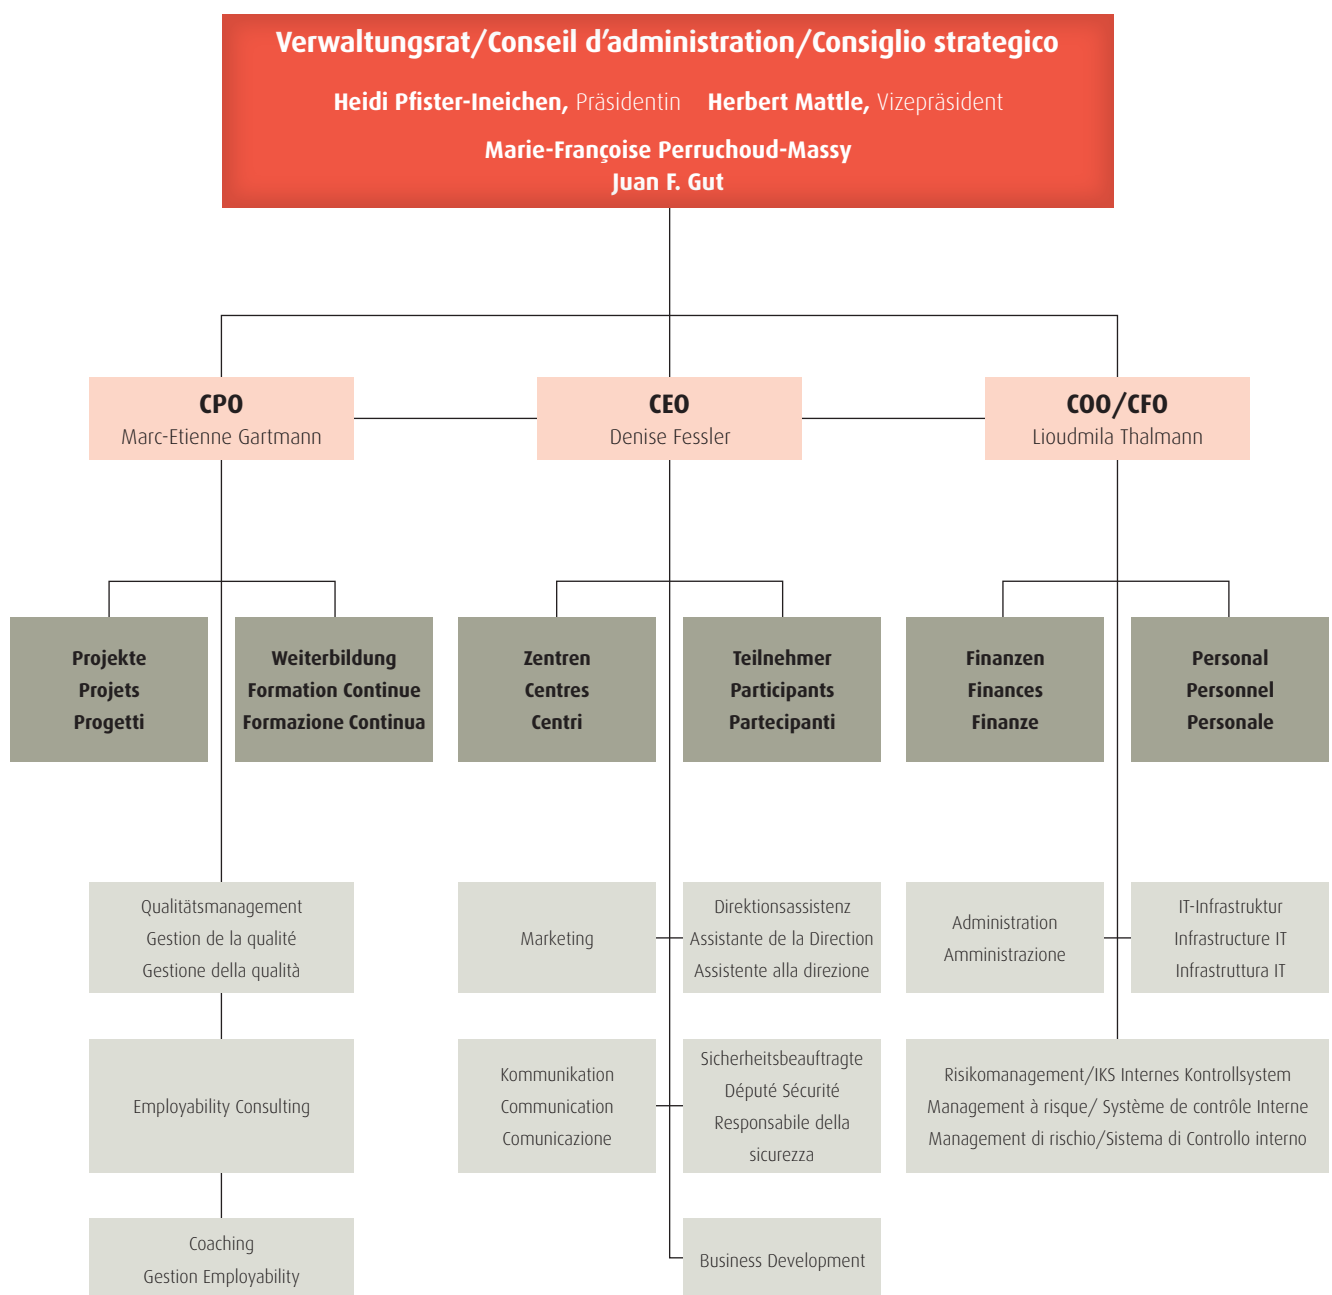 Verwaltungsrat/Conseil d’administration/Consiglio strategico
Heidi Pfister-Ineichen, Präsidentin Herbert Mattle, Vizepräsident
Marie-Françoise Perruchoud-Massy
Juan F. Gut
CPO
Marc-Etienne Gartmann
CEO
Denise Fessler
COO/CFO
Lioudmila Thalmann
Projekte
Projets
Progetti
Weiterbildung
Formation Continue
Formazione Continua
Zentren
Centres
Centri
Teilnehmer
Participants
Partecipanti
Finanzen
Finances
Finanze
Personal
Personnel
Personale
Qualitätsmanagement
Gestion de la qualité
Gestione della qualità
Marketing
Direktionsassistenz
Assistante de la Direction
Assistente alla direzione
Administration
Amministrazione
IT-Infrastruktur
Infrastructure IT
Infrastruttura IT
Employability Consulting
Kommunikation
Communication
Comunicazione
Sicherheitsbeauftragte
Député Sécurité
Responsabile della
sicurezza
Risikomanagement/IKS Internes Kontrollsystem
Management à risque/ Système de contrôle Interne
Management di rischio/Sistema di Controllo interno
Coaching
Gestion Employability
Business Development